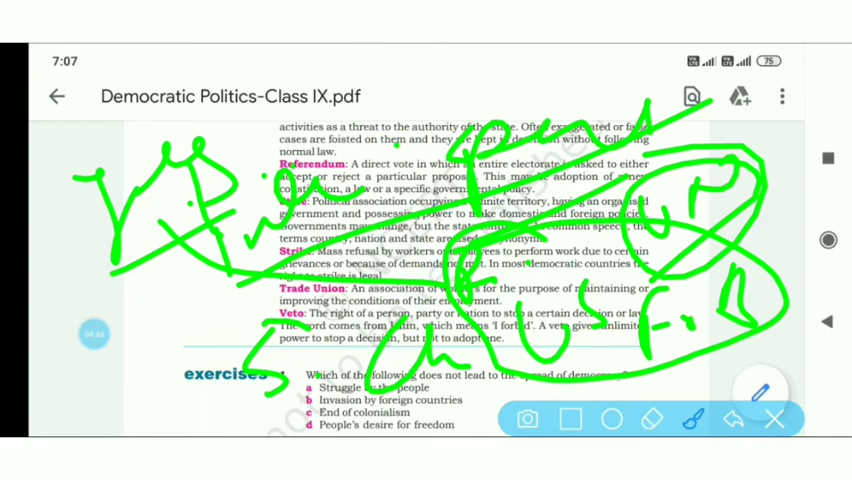 7:07
75
Democratic Politics-Class IX.pdf
activities as a threat to the authority of the state. Often exaggerated or false
cases are foisted on them and they are kept in detention without following
normal law.
Referendum: A direct vote in which an entire electorate is asked to either
accept or reject a particular proposal. This may be adoption of a new
constitution, a law or a specific governmental policy.
State: Political association occupying a definite territory, having an organised
government and possessing power to make domestic and foreign policies.
Governments may change, but the state continues. In common speech, the
terms country, nation and state are used as synonyms.
Strike: Mass refusal by workers or employees to perform work due to certain
grievances or because of demands not met. In most democratic countries the
right to strike is legal.
Trade Union: An association of workers for the purpose of maintaining or
improving the conditions of their employment.
Veto: The right of a person, party or nation to stop a certain decision or law.
The word comes from Latin, which means 'I forbid'. A veto gives unlimited
power to stop a decision, but not to adopt one.
5 Ch US F. B
exercises
1 Which of the following does not lead to the spread of democracy?
a Struggle by the people
b Invasion by foreign countries
c End of colonialism
d People's desire for freedom
04:44